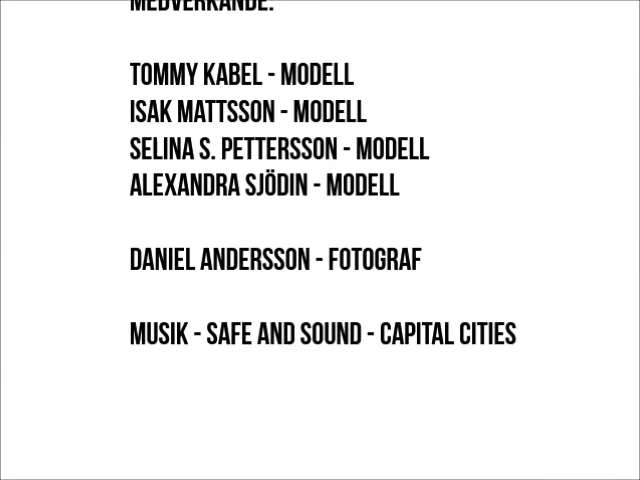 MEDVERKANDE:
TOMMY KABEL - MODELL
ISAK MATTSSON - MODELL
SELINA S. PETTERSSON - MODELL
ALEXANDRA SJÖDIN - MODELL
DANIEL ANDERSSON - FOTOGRAF
MUSIK - SAFE AND SOUND - CAPITAL CITIES